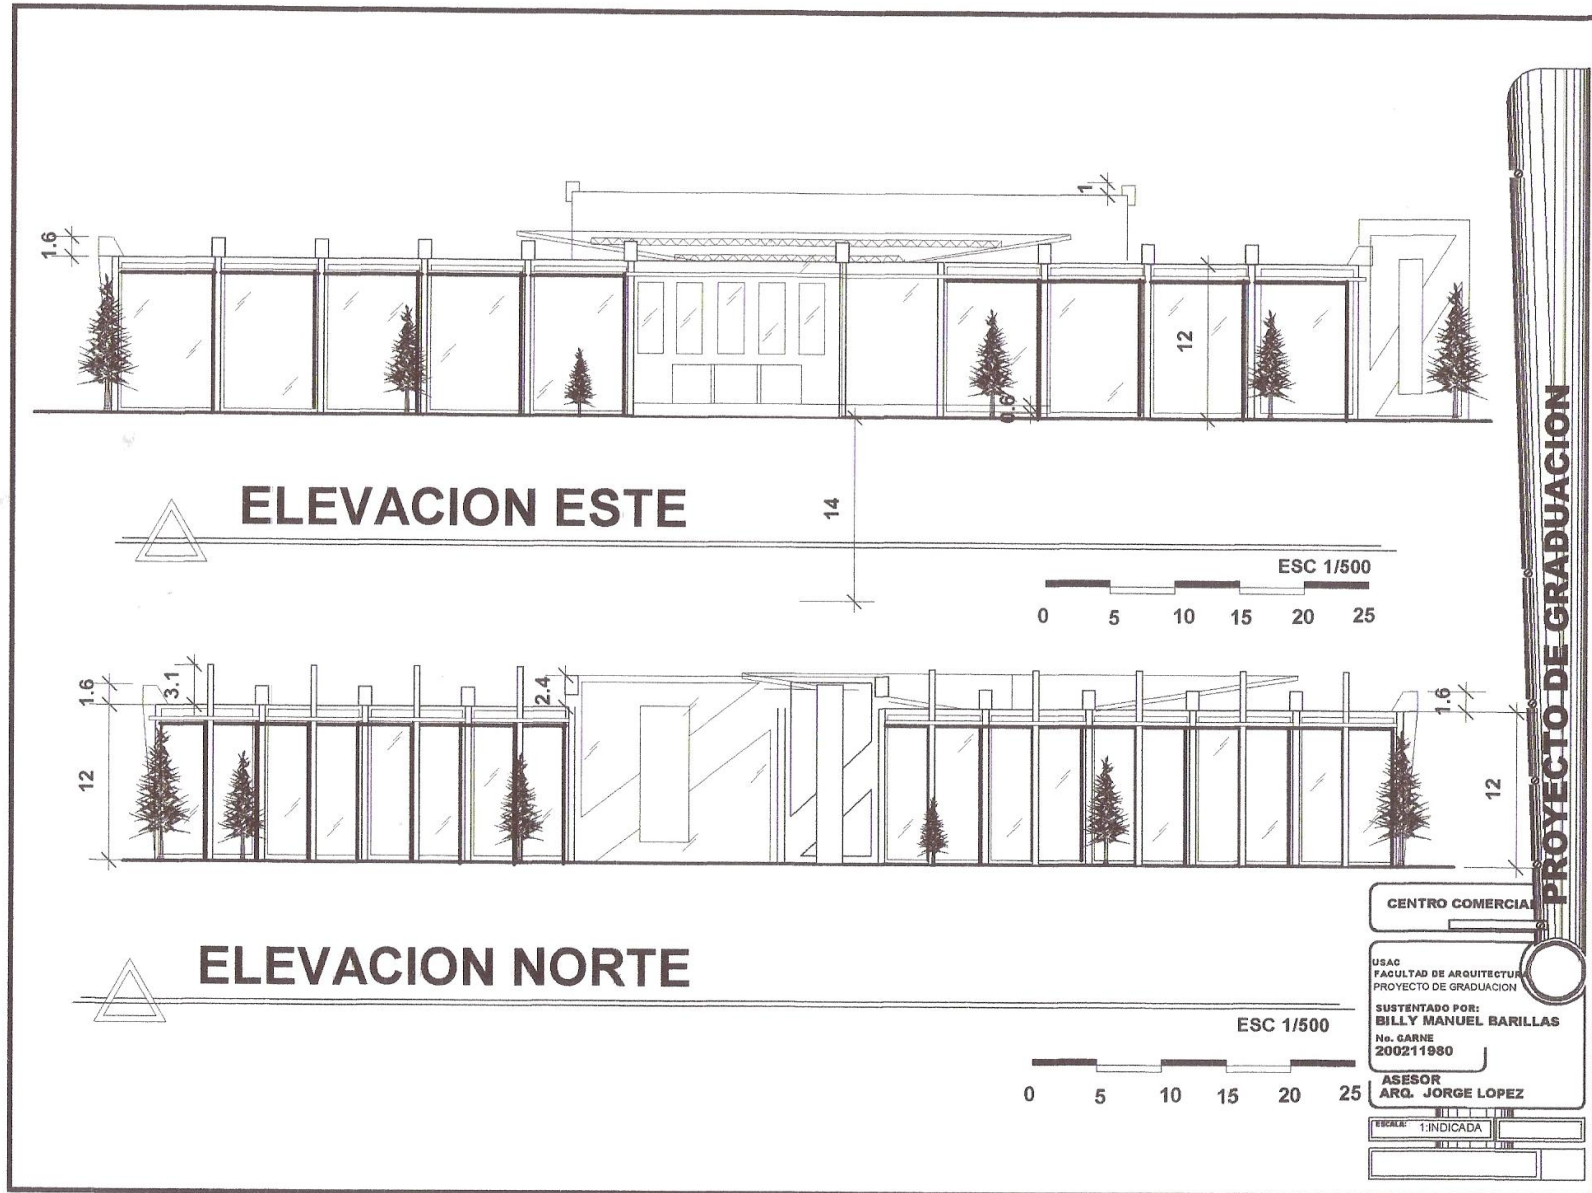 1.6
1
12
0.6
ELEVACION ESTE
14
ESC 1/500
0 5 10 15 20 25
1.6
3.1
2.4
12
1.6
12
ELEVACION NORTE
ESC 1/500
0 5 10 15 20 25
PROYECTO DE GRADUACION
CENTRO COMERCIAL
USAC
FACULTAD DE ARQUITECTURA
PROYECTO DE GRADUACION
SUSTENTADO POR:
BILLY MANUEL BARILLAS
No. CARNE
200211980
ASESOR
ARQ. JORGE LOPEZ
ESCALA: 1:INDICADA